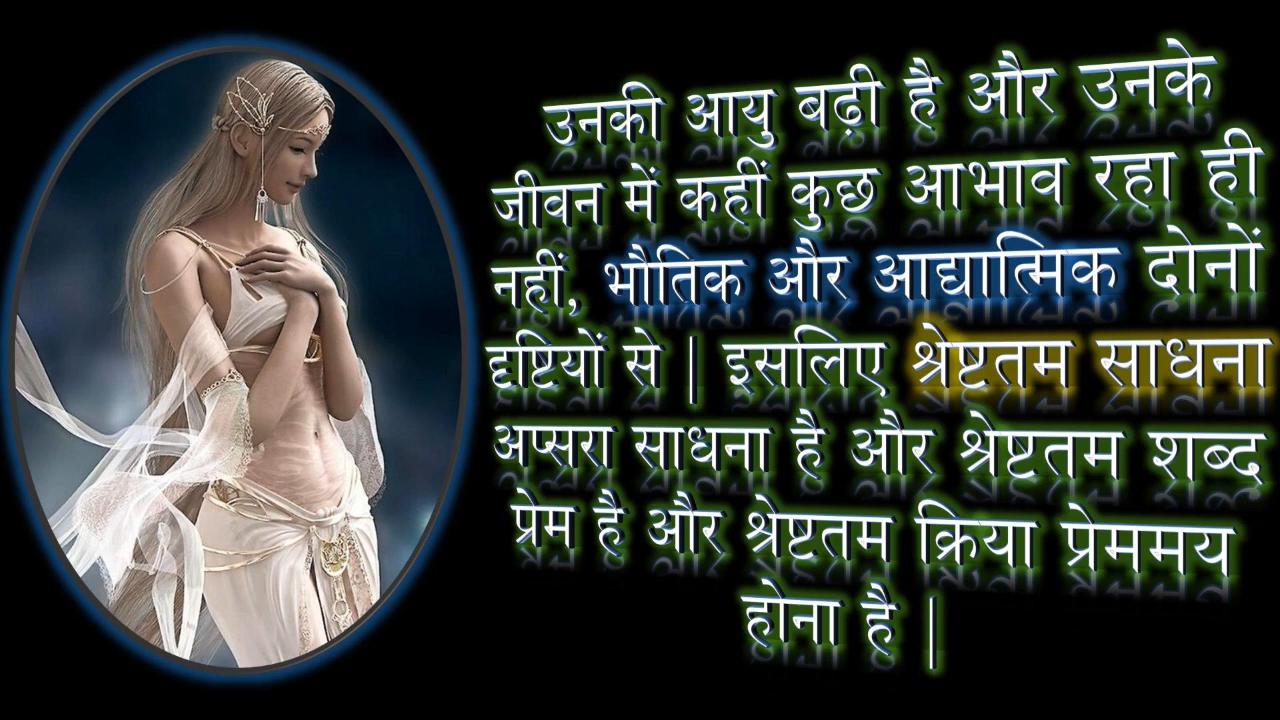 उनकी आयु बढ़ी है और उनके
जीवन में कहीं कुछ आभाव रहा ही
नहीं, भौतिक और आद्यात्मिक दोनों
दृष्टियों से | इसलिए श्रेष्टतम साधना
अप्सरा साधना है और श्रेष्टतम शब्द
प्रेम है और श्रेष्टतम क्रिया प्रेममय
होना है |